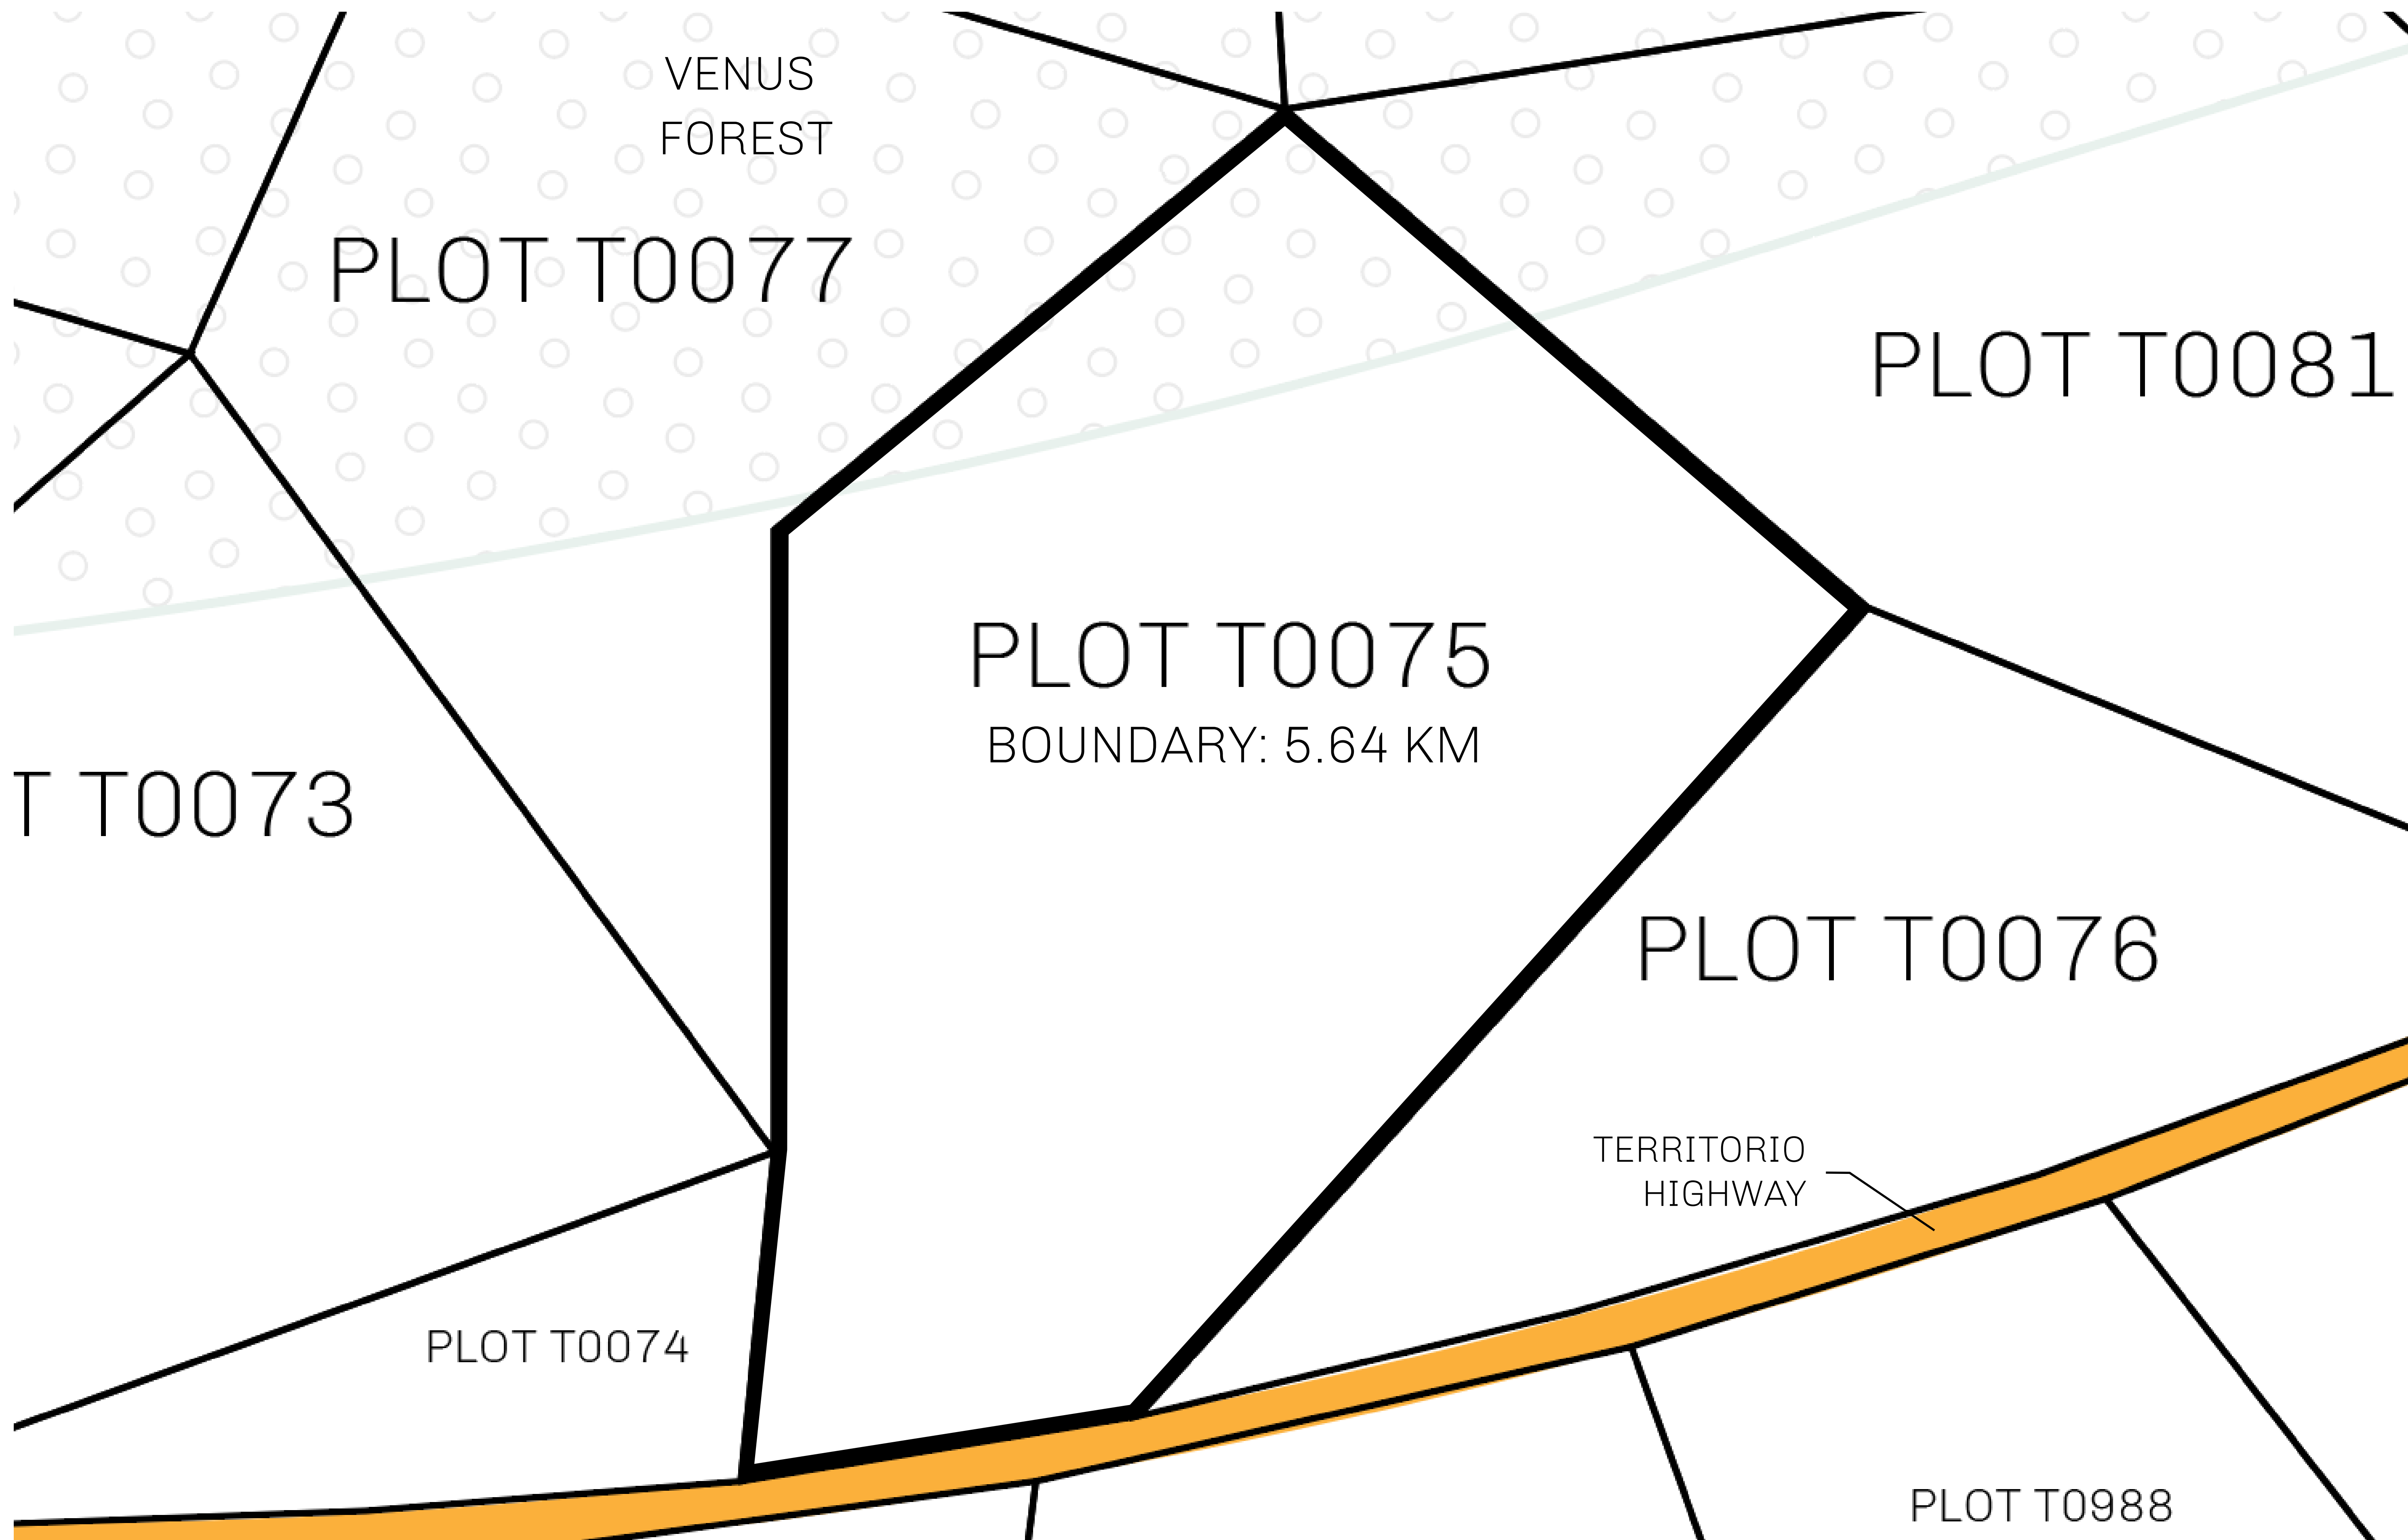 VENUS
FOREST
PLOT T0077
PLOT T0081
PLOT T0075
BOUNDARY: 5.64 KM
T T0073
PLOT T0076
TERRITORIO
HIGHWAY
PLOT T0074
PLOT T0988